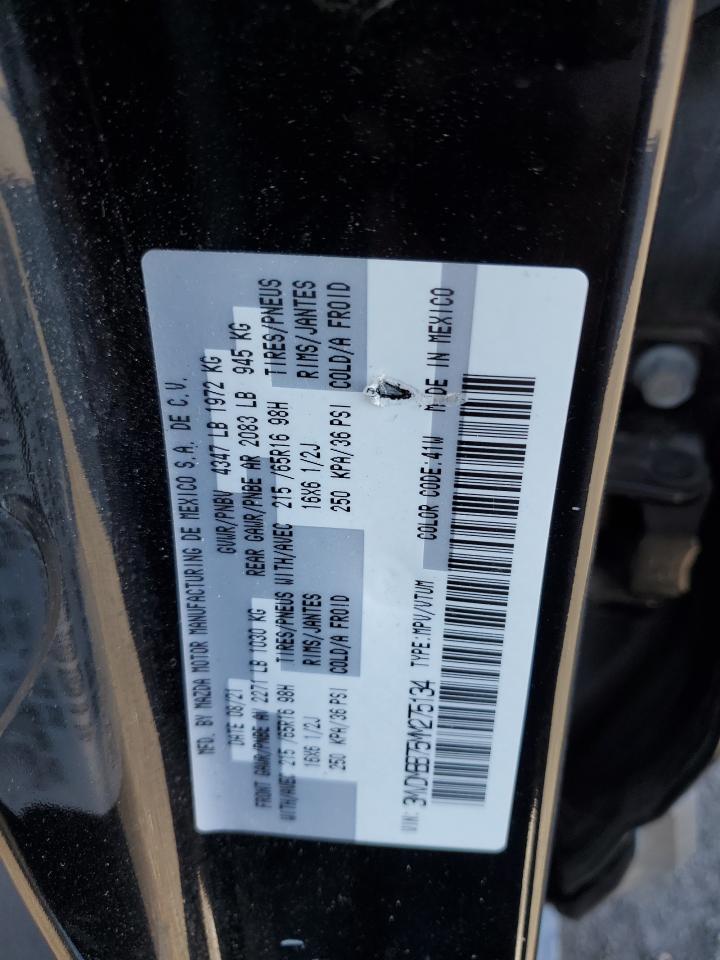 MFD. BY MAZDA MOTOR MANUFACTURING DE MEXICO S.A. DE C.V.
DATE 08/21 GVWR/PNBV 4347 LB 1972 KG
FRONT GAWR/PNBE AV 2271 LB 1030 KG REAR GAWR/PNBE AR 2083 LB 945 KG
WITH/AVEC 215 /65R16 98H TIRES/PNEUS WITH/AVEC 215 /65R16 98H TIRES/PNEUS
16X6 1/2J RIMS/JANTES 16X6 1/2J RIMS/JANTES
250 KPA/36 PSI COLD/A FROID 250 KPA/36 PSI COLD/A FROID
VIN: TYPE:MPV/VTUM COLOR CODE:41W MADE IN MEXICO